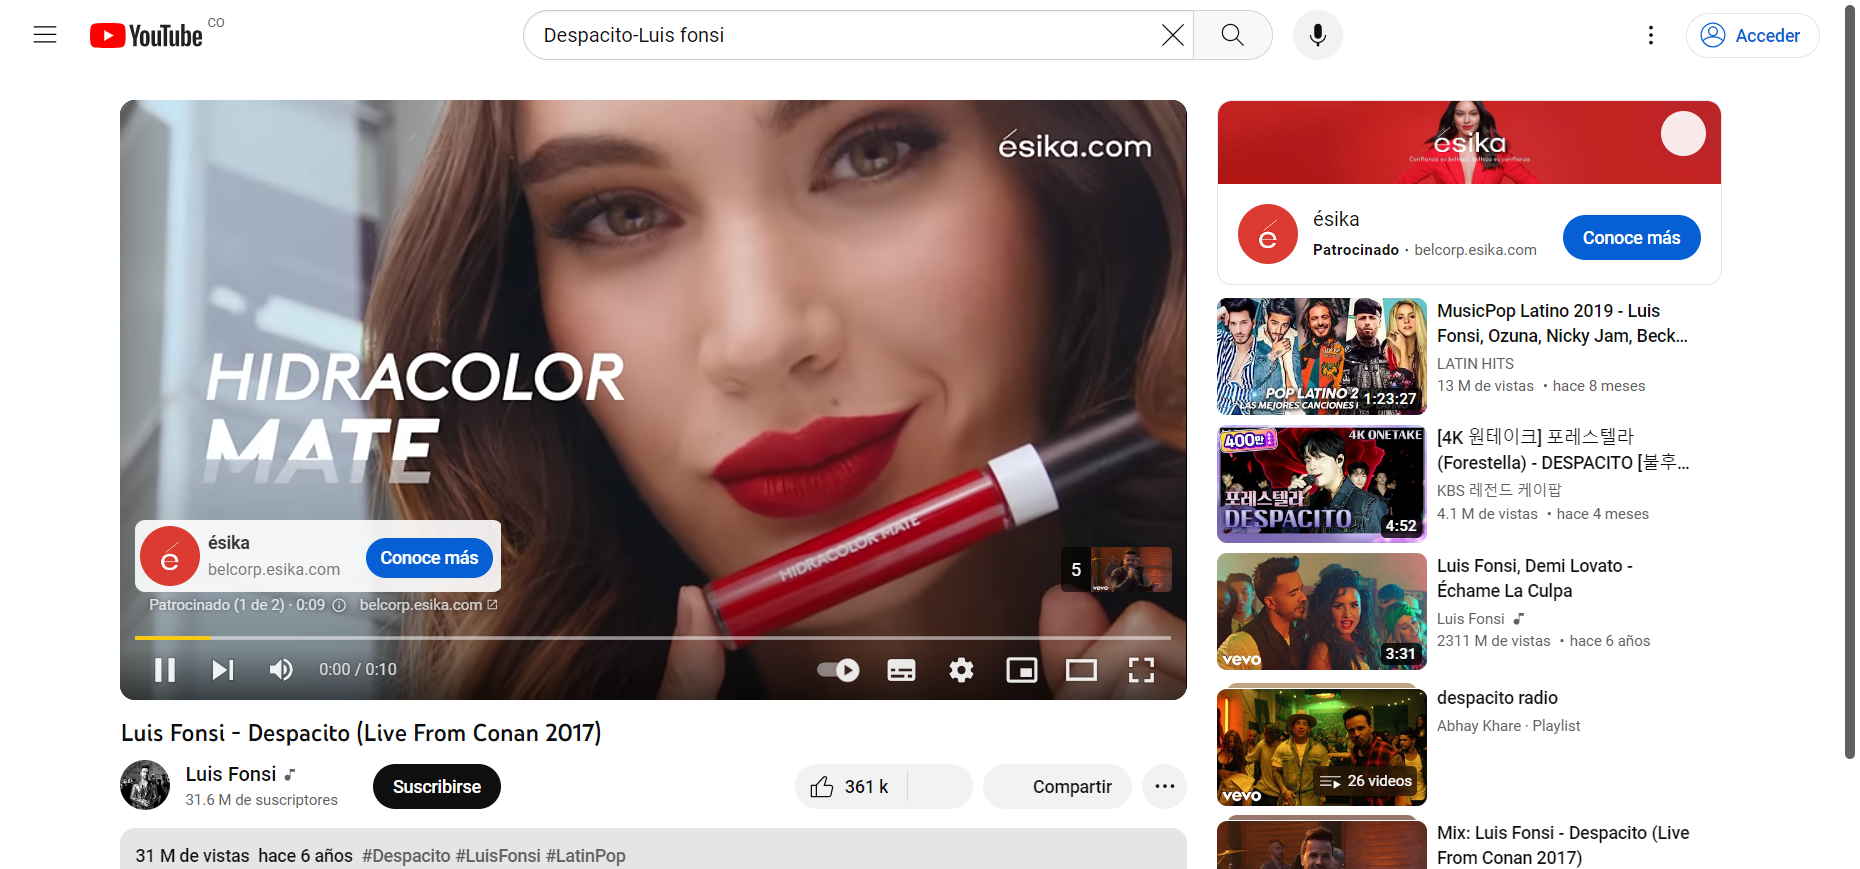 YouTube CO
Despacito-Luis fonsi
Acceder
ésika.com
HIDRACOLOR
MATE
HIDRACOLOR MATE
é
ésika
belcorp.esika.com
Conoce más
5
vevo
Patrocinado (1 de 2) · 0:09 belcorp.esika.com
0:00 / 0:10
Luis Fonsi - Despacito (Live From Conan 2017)
Luis Fonsi
31.6 M de suscriptores
Suscribirse
361 k
Compartir
31 M de vistas hace 6 años #Despacito #LuisFonsi #LatinPop
ésika
Confianza es belleza, belleza es confianza
é
ésika
Patrocinado · belcorp.esika.com
Conoce más
POP LATINO 2
LAS MEJORES CANCIONES
1:23:27
MusicPop Latino 2019 - Luis
Fonsi, Ozuna, Nicky Jam, Beck...
LATIN HITS
13 M de vistas • hace 8 meses
400만
4K ONETAKE
포레스텔라
DESPACITO
4:52
[4K 원테이크] 포레스텔라
(Forestella) - DESPACITO [불후...
KBS 레전드 케이팝
4.1 M de vistas • hace 4 meses
vevo
3:31
Luis Fonsi, Demi Lovato -
Échame La Culpa
Luis Fonsi
2311 M de vistas • hace 6 años
vevo
26 videos
despacito radio
Abhay Khare · Playlist
Mix: Luis Fonsi - Despacito (Live
From Conan 2017)